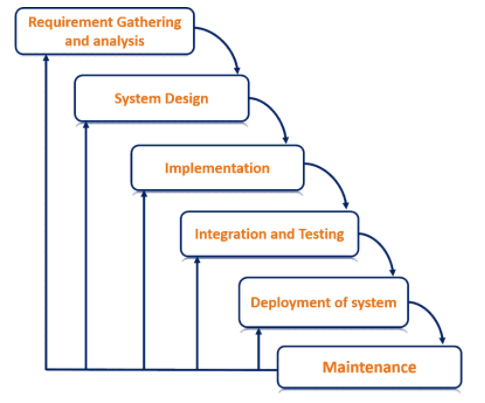 Requirement Gathering
and analysis
System Design
Implementation
Integration and Testing
Deployment of system
Maintenance